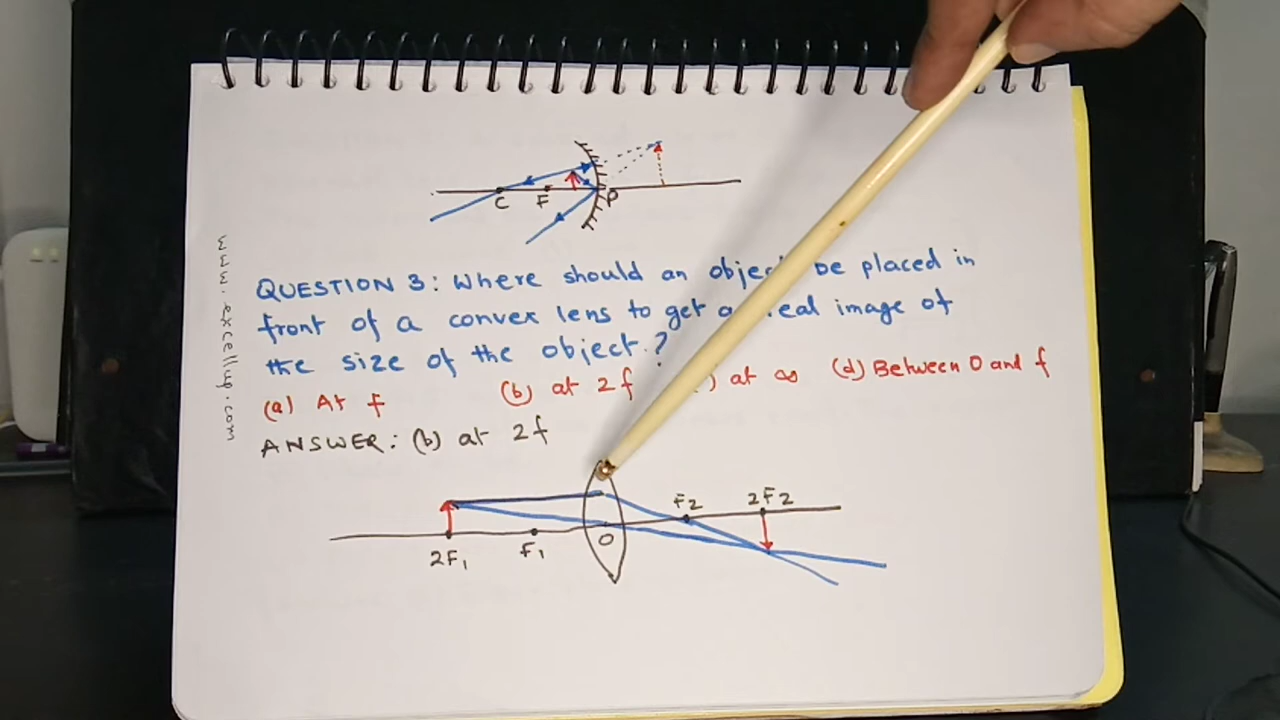 C F P
QUESTION 3: Where should an object be placed in
front of a convex lens to get a real image of
the size of the object?
(a) At f (b) at 2f ) at ∞ (d) Between O and f
ANSWER: (b) at 2f
F2 2F2
2F1 F1 O
www.excellup.com